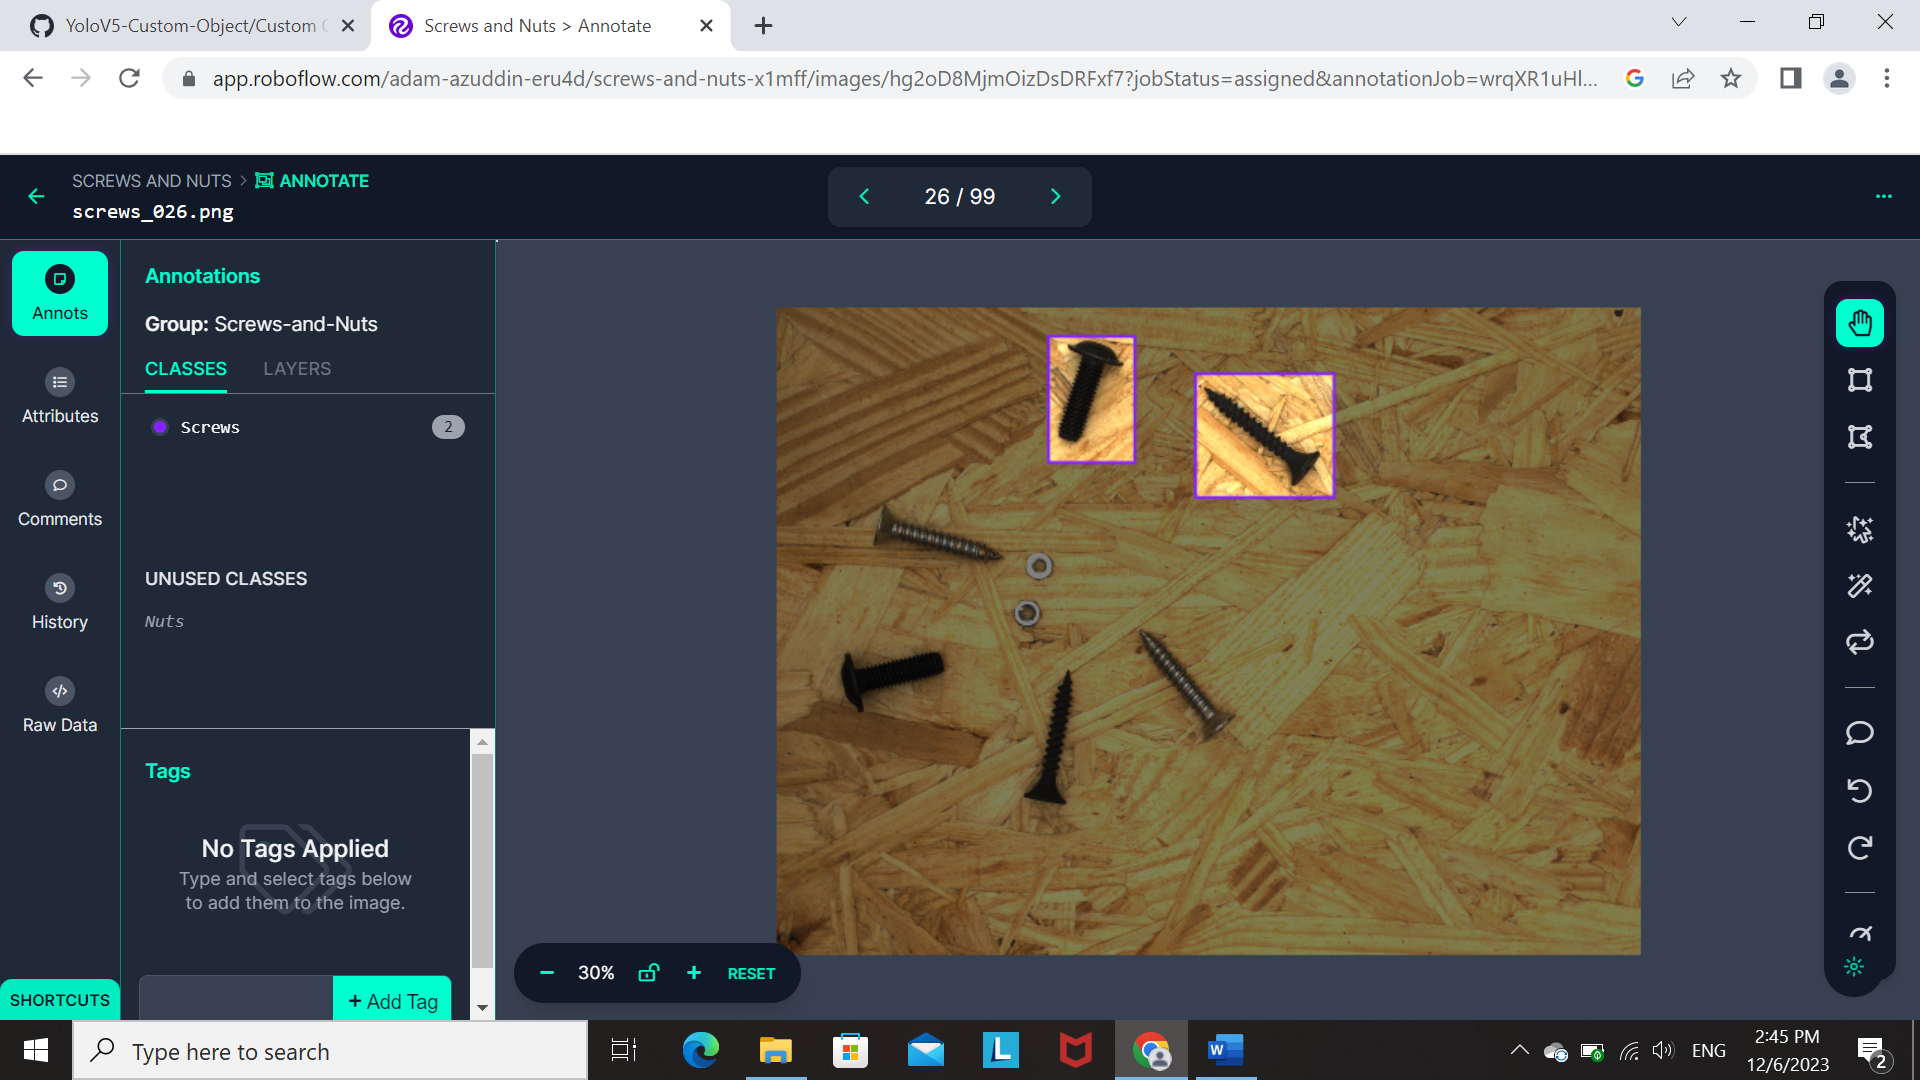 YoloV5-Custom-Object/Custom
Screws and Nuts > Annotate
app.roboflow.com/adam-azuddin-eru4d/screws-and-nuts-x1mff/images/hg2oD8MjmOizDsDRFxf7?jobStatus=assigned&annotationJob=wrqXR1uHl...
SCREWS AND NUTS > ANNOTATE
screws_026.png
26 / 99
Annots
Attributes
Comments
History
Raw Data
SHORTCUTS
Annotations
Group: Screws-and-Nuts
CLASSES LAYERS
Screws 2
UNUSED CLASSES
Nuts
Tags
No Tags Applied
Type and select tags below
to add them to the image.
+ Add Tag
30% RESET
Type here to search
L
W
ENG
2:45 PM
12/6/2023
2